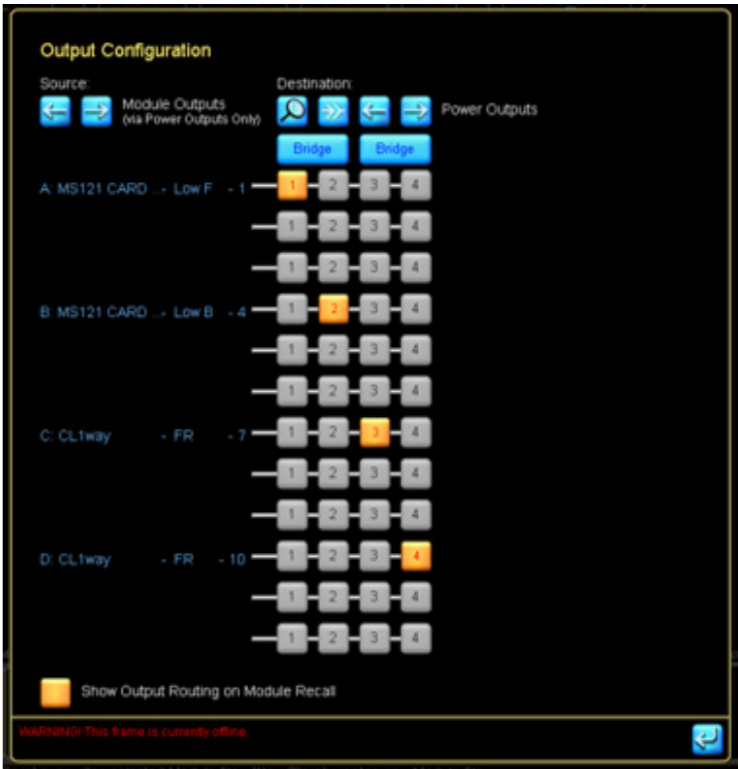 Output Configuration
Source: Destination:
Module Outputs
(via Power Outputs Only)
Power Outputs
Bridge Bridge
A: MS121 CARD ..- Low F - 1 1 2 3 4
1 2 3 4
1 2 3 4
B: MS121 CARD ..- Low B - 4 1 2 3 4
1 2 3 4
1 2 3 4
C: CL1way - FR - 7 1 2 3 4
1 2 3 4
1 2 3 4
D: CL1way - FR - 10 1 2 3 4
1 2 3 4
1 2 3 4
Show Output Routing on Module Recall
WARNING! This frame is currently offline